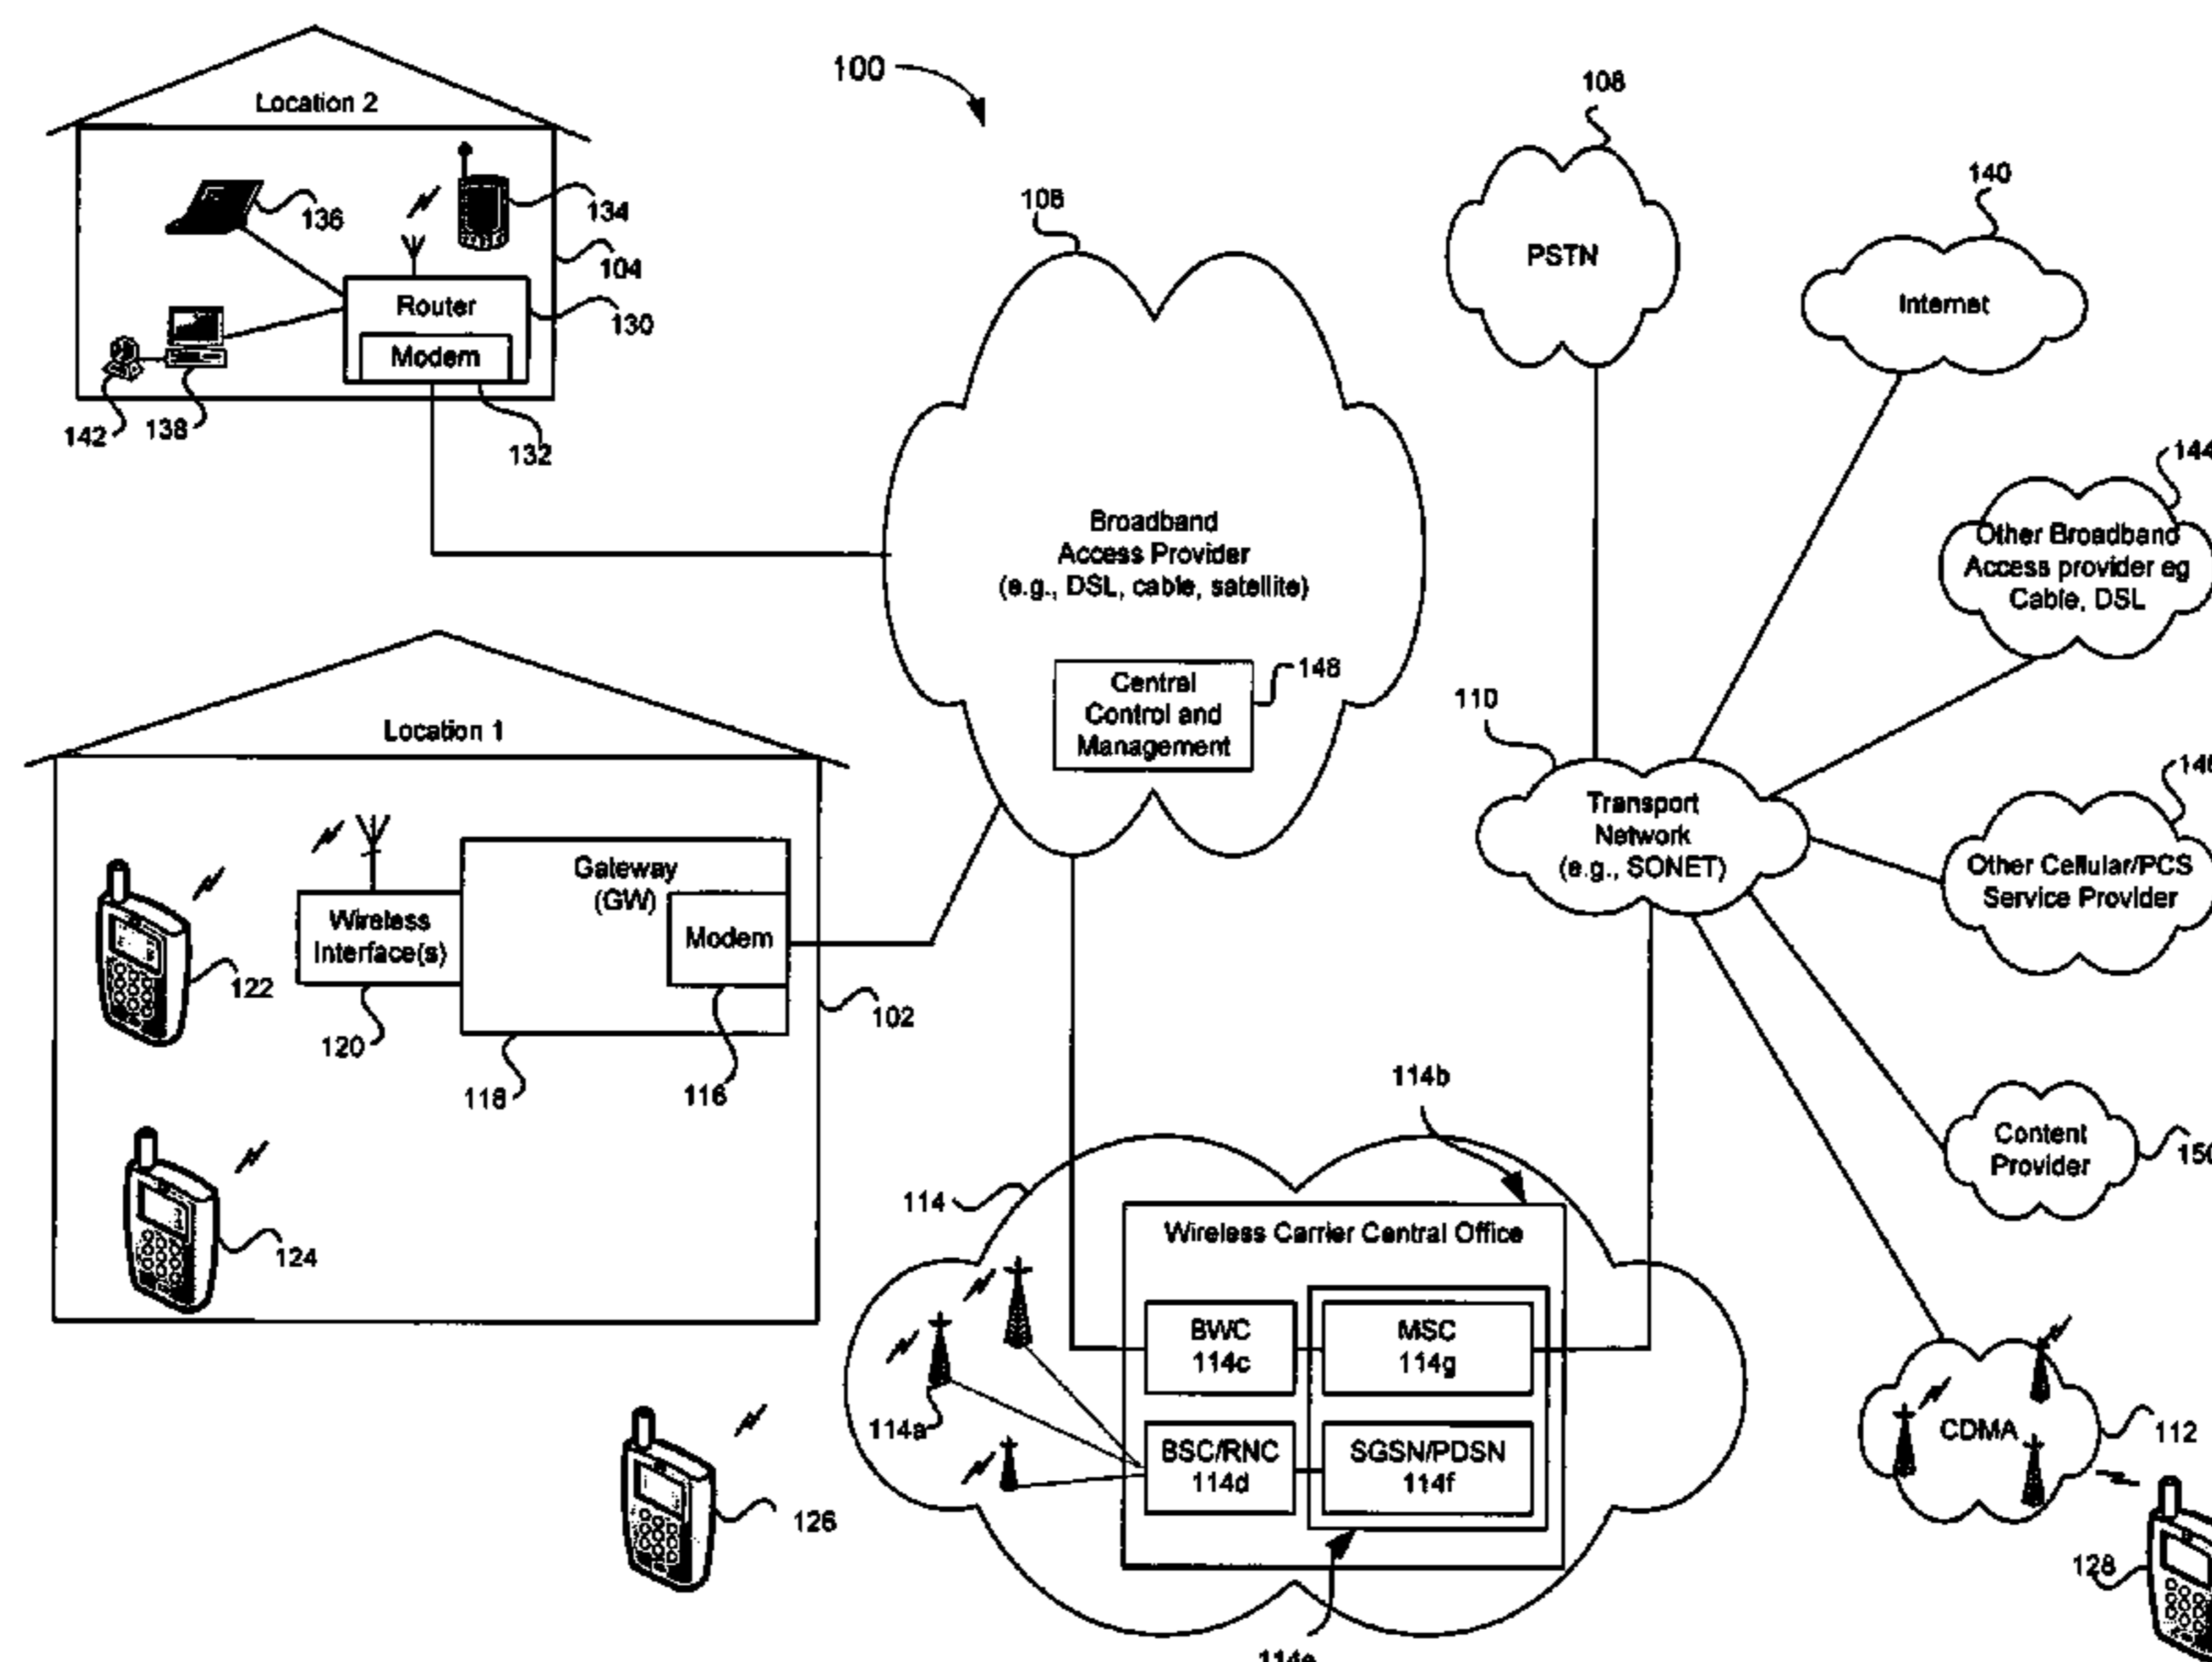 100
Location 2
136
134
104
Router
130
Modem
142
138
132
106
Broadband
Access Provider
(e.g., DSL, cable, satellite)
Central
Control and
Management
148
108
PSTN
140
Internet
144
Other Broadband
Access provider eg
Cable, DSL
110
Transport
Network
(e.g., SONET)
Other Cellular/PCS
Service Provider
Content
Provider
Location 1
Gateway
(GW)
Modem
Wireless
Interface(s)
122
120
118
116
102
124
126
114
114b
Wireless Carrier Central Office
BWC
114c
MSC
114g
BSC/RNC
114d
SGSN/PDSN
114f
114a
114e
CDMA
112
128